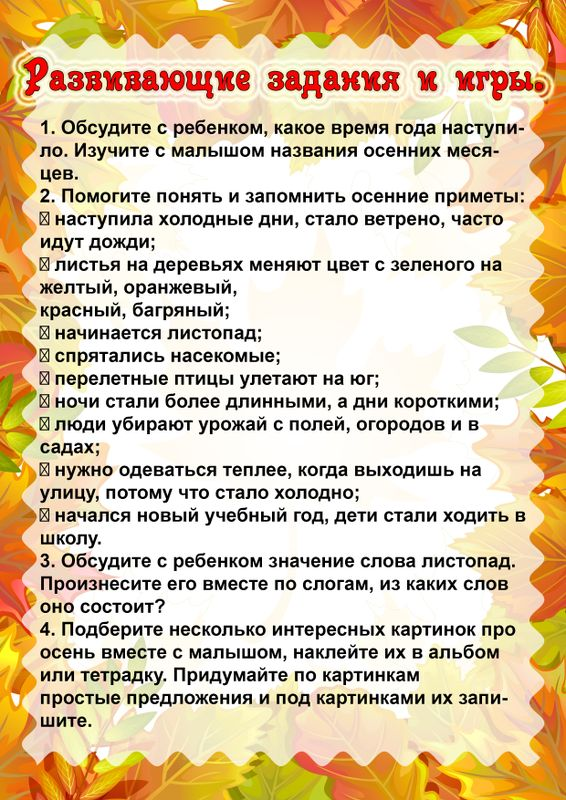 Развивающие задания и игры.
1. Обсудите с ребенком, какое время года наступи-
ло. Изучите с малышом названия осенних меся-
цев.
2. Помогите понять и запомнить осенние приметы:
наступила холодные дни, стало ветрено, часто
идут дожди;
листья на деревьях меняют цвет с зеленого на
желтый, оранжевый,
красный, багряный;
начинается листопад;
спрятались насекомые;
перелетные птицы улетают на юг;
ночи стали более длинными, а дни короткими;
люди убирают урожай с полей, огородов и в
садах;
нужно одеваться теплее, когда выходишь на
улицу, потому что стало холодно;
начался новый учебный год, дети стали ходить в
школу.
3. Обсудите с ребенком значение слова листопад.
Произнесите его вместе по слогам, из каких слов
оно состоит?
4. Подберите несколько интересных картинок про
осень вместе с малышом, наклейте их в альбом
или тетрадку. Придумайте по картинкам
простые предложения и под картинками их запи-
шите.